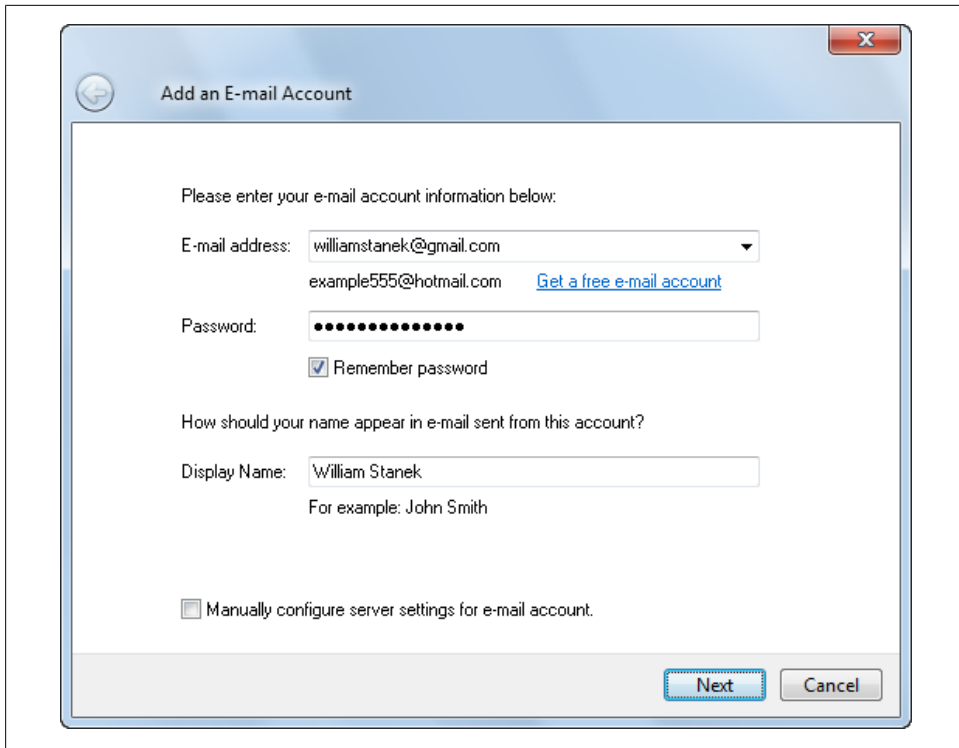 Add an E-mail Account
Please enter your e-mail account information below:
E-mail address: williamstanek@gmail.com
example555@hotmail.com Get a free e-mail account
Password: ●●●●●●●●●●●●●●
Remember password
How should your name appear in e-mail sent from this account?
Display Name: William Stanek
For example: John Smith
Manually configure server settings for e-mail account.
Next Cancel